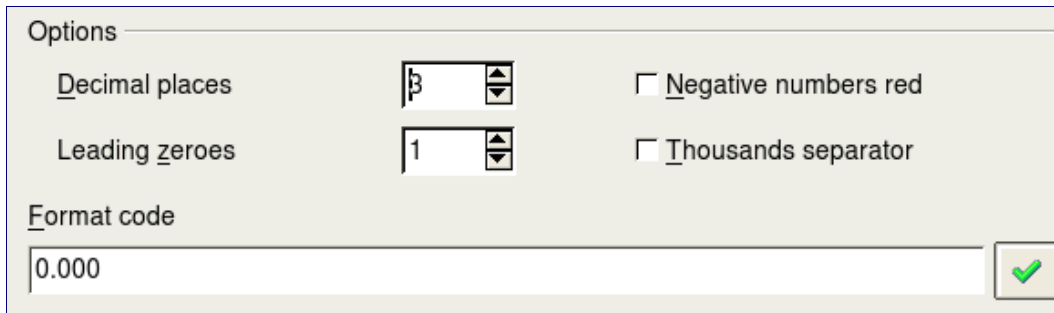 Options
Decimal places 3 Negative numbers red
Leading zeroes 1 Thousands separator
Format code
0.000